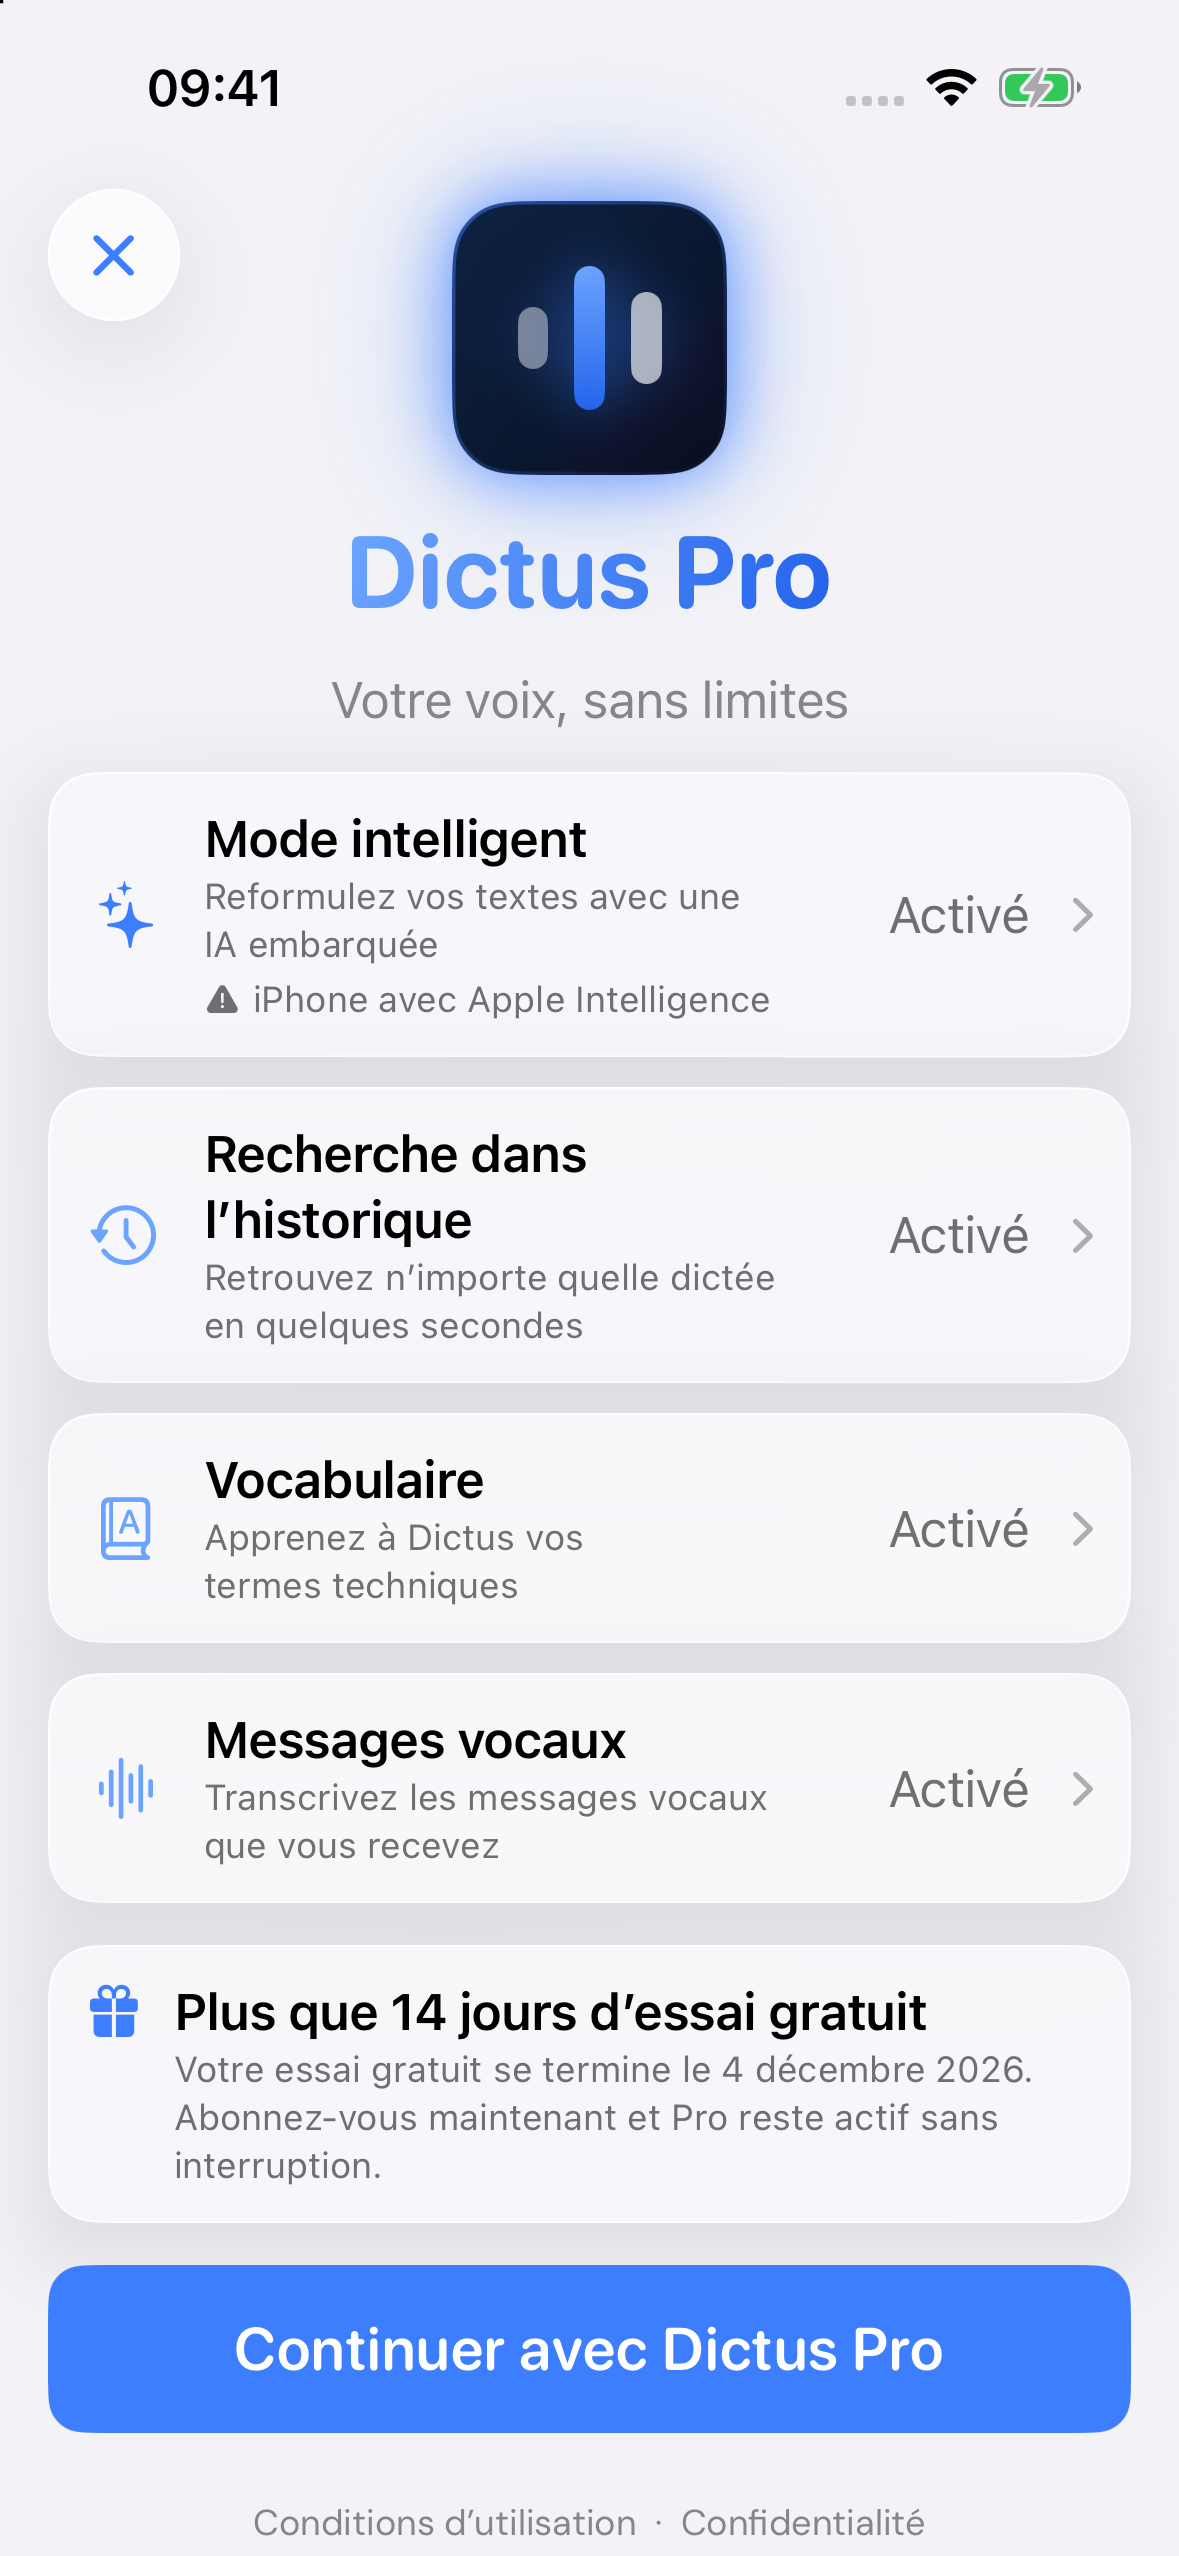 09:41
Dictus Pro
Votre voix, sans limites
Mode intelligent
Reformulez vos textes avec une
IA embarquée
iPhone avec Apple Intelligence
Activé
Recherche dans
l’historique
Retrouvez n’importe quelle dictée
en quelques secondes
Activé
Vocabulaire
Apprenez à Dictus vos
termes techniques
Activé
Messages vocaux
Transcrivez les messages vocaux
que vous recevez
Activé
Plus que 14 jours d’essai gratuit
Votre essai gratuit se termine le 4 décembre 2026.
Abonnez-vous maintenant et Pro reste actif sans
interruption.
Continuer avec Dictus Pro
Conditions d’utilisation · Confidentialité